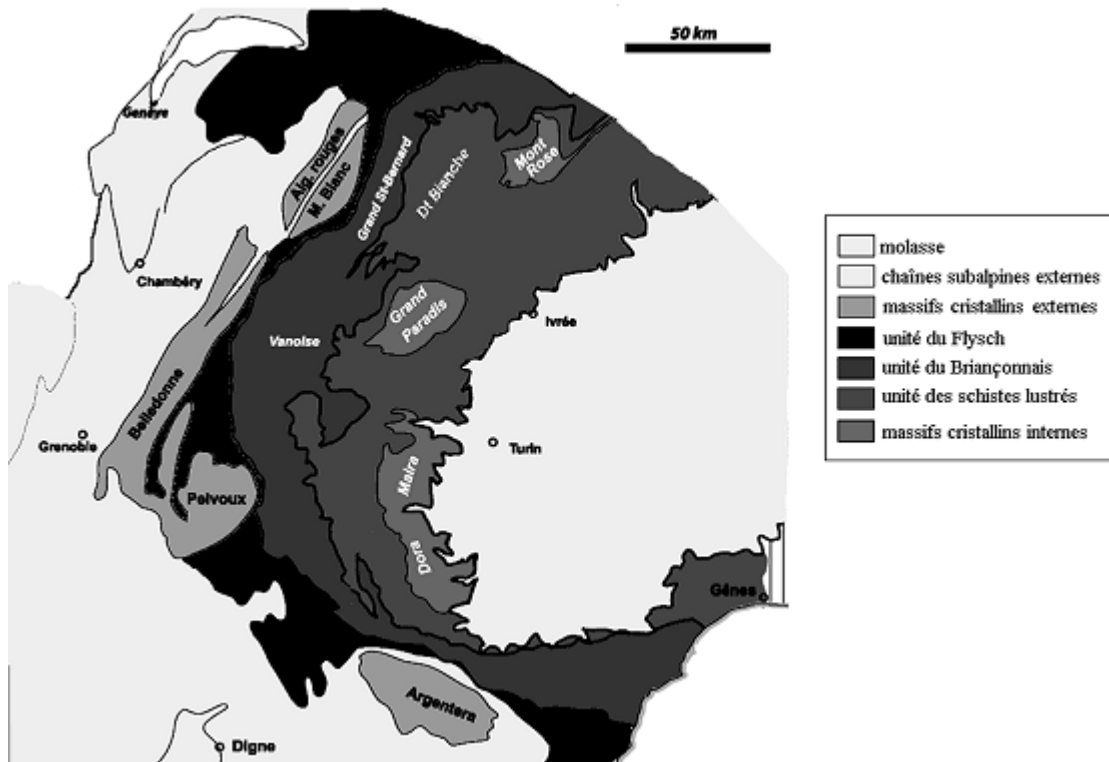 50 km
Genève
Aig. rouges
M. Blanc
Grand St-Bernard
Dt Blanche
Mont
Rose
Chambéry
Grand
Paradis
Ivrée
Vanoise
Belledonne
Grenoble
Turin
Pelvoux
Dora
Maira
Gênes
Argentera
Digne
molasse
chaînes subalpines externes
massifs cristallins externes
unité du Flysch
unité du Briançonnais
unité des schistes lustrés
massifs cristallins internes